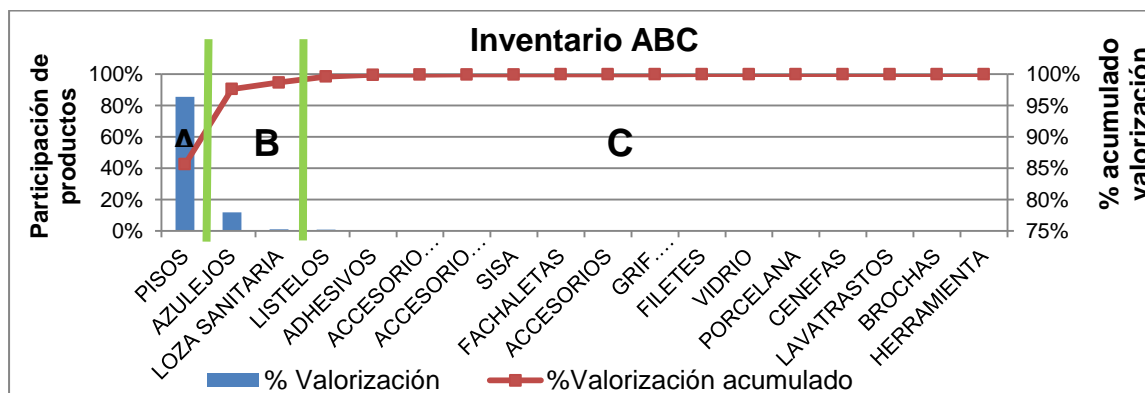 Inventario ABC
Participación de
productos
100%
80%
60%
40%
20%
0%
A
B
C
100%
95%
90%
85%
80%
75%
% acumulado
valorización
PISOS
AZULEJOS
LOZA SANITARIA
LISTELOS
ADHESIVOS
ACCESORIO…
ACCESORIO…
SISA
FACHALETAS
ACCESORIOS
GRIF….
FILETES
VIDRIO
PORCELANA
CENEFAS
LAVATRASTOS
BROCHAS
HERRAMIENTA
% Valorización
%Valorización acumulado